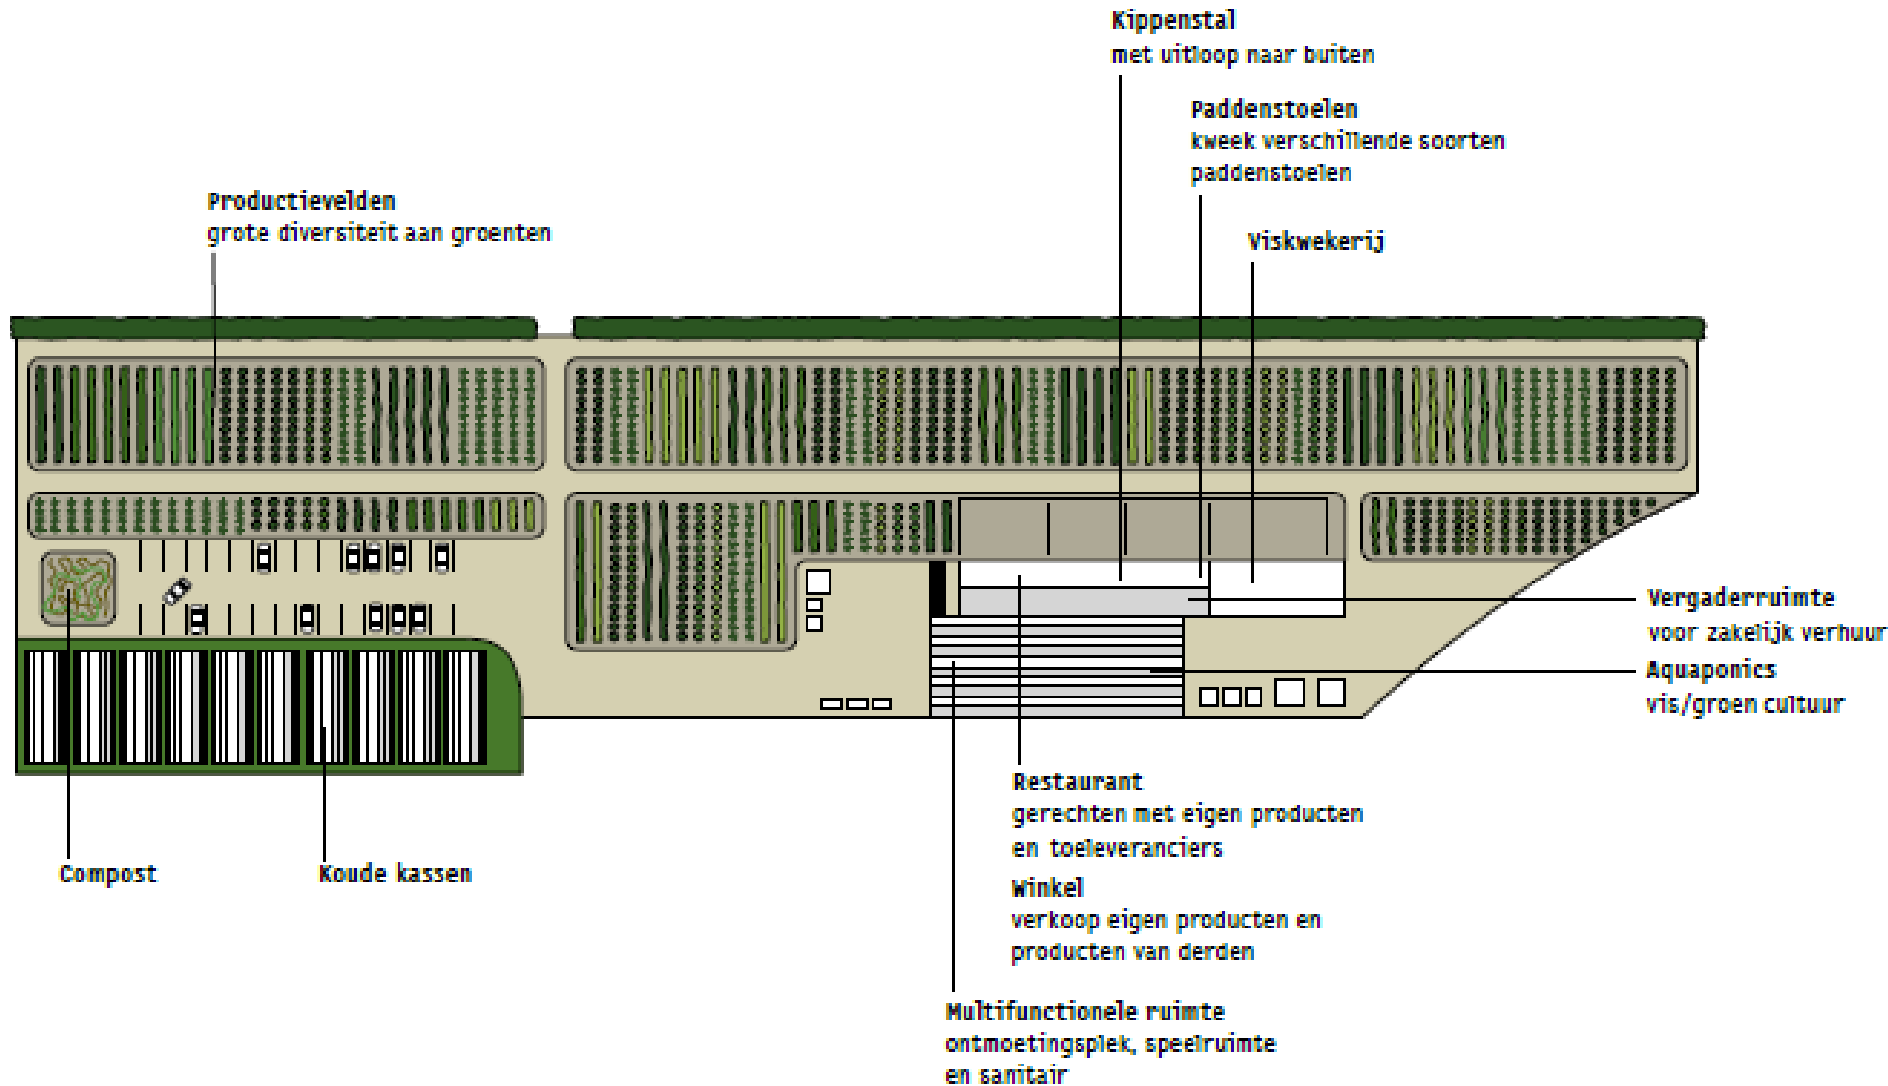 Kippenstal
met uitloop naar buiten
Paddenstoelen
kweek verschillende soorten
paddenstoelen
Productievelden
grote diversiteit aan groenten
Viskwekerij
Vergaderruimte
voor zakelijk verhuur
Aquaponics
vis/groen cultuur
Restaurant
gerechten met eigen producten
en toeleveranciers
Compost
Koude kassen
Winkel
verkoop eigen producten en
producten van derden
Multifunctionele ruimte
ontmoetingsplek, speelruimte
en sanitair